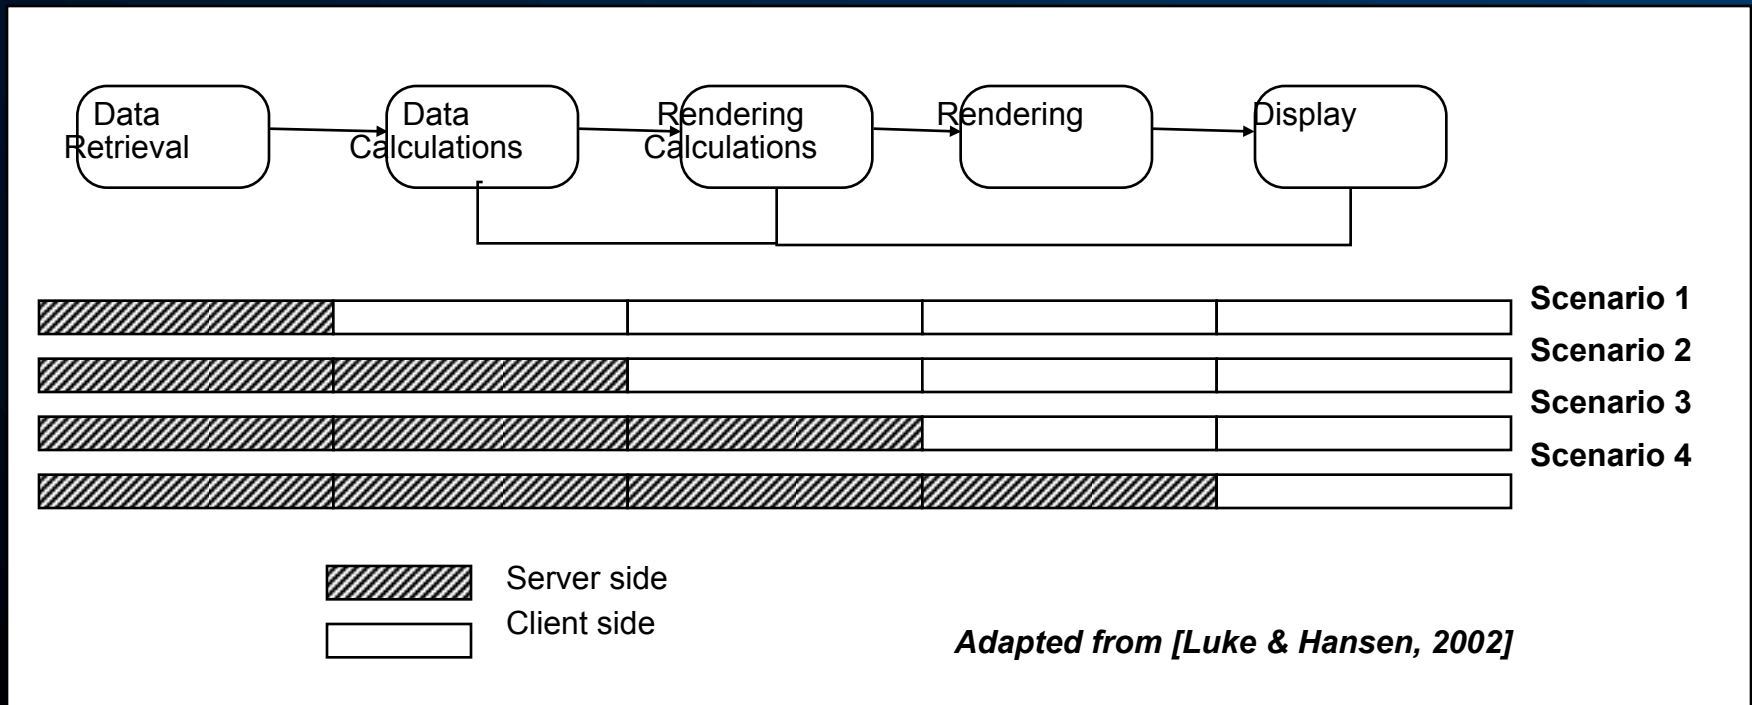 Data
Retrieval
Data
Calculations
Rendering
Calculations
Rendering
Display
Scenario 1
Scenario 2
Scenario 3
Scenario 4
Server side
Client side
Adapted from [Luke & Hansen, 2002]